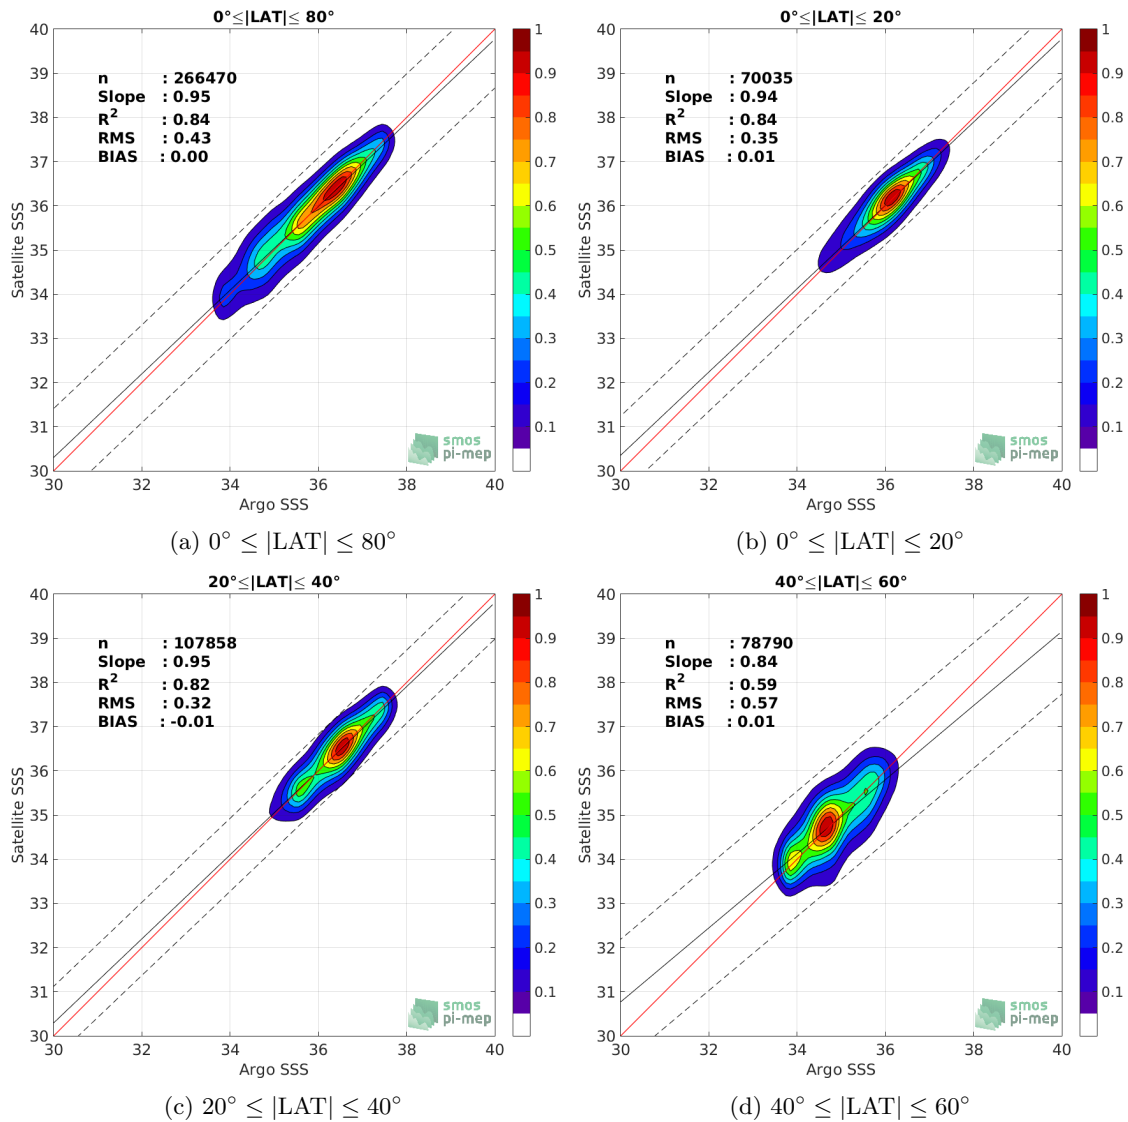 0°≤|LAT|≤ 80°
n : 266470
Slope : 0.95
R² : 0.84
RMS : 0.43
BIAS : 0.00
40
39
38
37
36
35
34
33
32
31
30
Satellite SSS
30 32 34 36 38 40
Argo SSS
1
0.9
0.8
0.7
0.6
0.5
0.4
0.3
0.2
0.1
smos
pi-mep
(a) 0° ≤ |LAT| ≤ 80°
0°≤|LAT|≤ 20°
n : 70035
Slope : 0.94
R² : 0.84
RMS : 0.35
BIAS : 0.01
40
39
38
37
36
35
34
33
32
31
30
Satellite SSS
30 32 34 36 38 40
Argo SSS
1
0.9
0.8
0.7
0.6
0.5
0.4
0.3
0.2
0.1
smos
pi-mep
(b) 0° ≤ |LAT| ≤ 20°
20°≤|LAT|≤ 40°
n : 107858
Slope : 0.95
R² : 0.82
RMS : 0.32
BIAS : -0.01
40
39
38
37
36
35
34
33
32
31
30
Satellite SSS
30 32 34 36 38 40
Argo SSS
1
0.9
0.8
0.7
0.6
0.5
0.4
0.3
0.2
0.1
smos
pi-mep
(c) 20° ≤ |LAT| ≤ 40°
40°≤|LAT|≤ 60°
n : 78790
Slope : 0.84
R² : 0.59
RMS : 0.57
BIAS : 0.01
40
39
38
37
36
35
34
33
32
31
30
Satellite SSS
30 32 34 36 38 40
Argo SSS
1
0.9
0.8
0.7
0.6
0.5
0.4
0.3
0.2
0.1
smos
pi-mep
(d) 40° ≤ |LAT| ≤ 60°